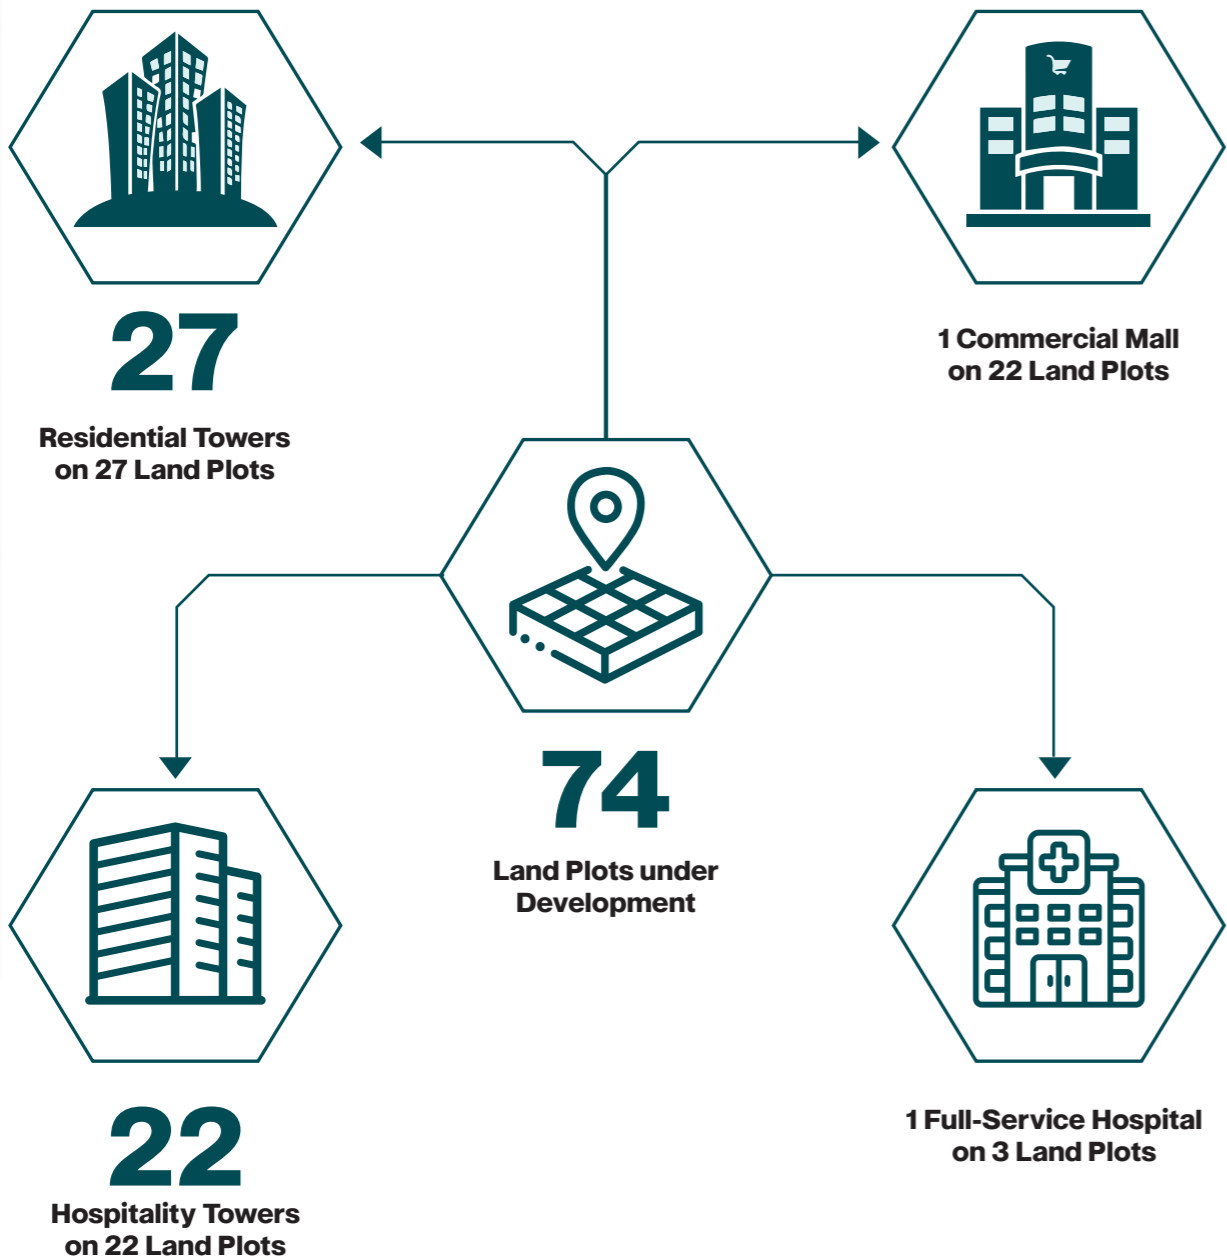 27
Residential Towers
on 27 Land Plots
1 Commercial Mall
on 22 Land Plots
74
Land Plots under
Development
22
Hospitality Towers
on 22 Land Plots
1 Full-Service Hospital
on 3 Land Plots